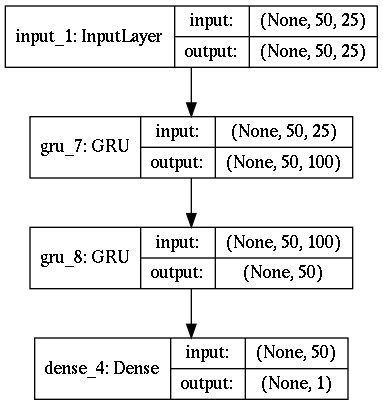 input_1: InputLayer input: (None, 50, 25)
output: (None, 50, 25)
gru_7: GRU input: (None, 50, 25)
output: (None, 50, 100)
gru_8: GRU input: (None, 50, 100)
output: (None, 50)
dense_4: Dense input: (None, 50)
output: (None, 1)